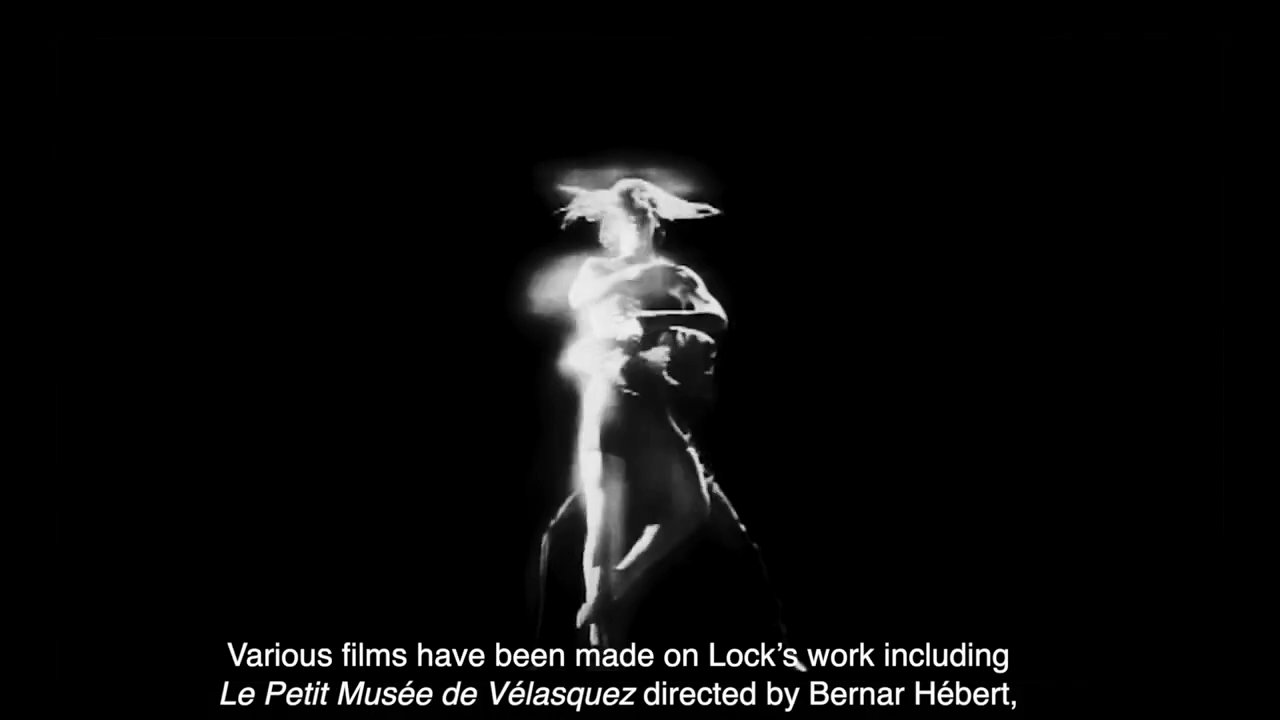 Various films have been made on Lock’s work including
Le Petit Musée de Vélasquez directed by Bernar Hébert,